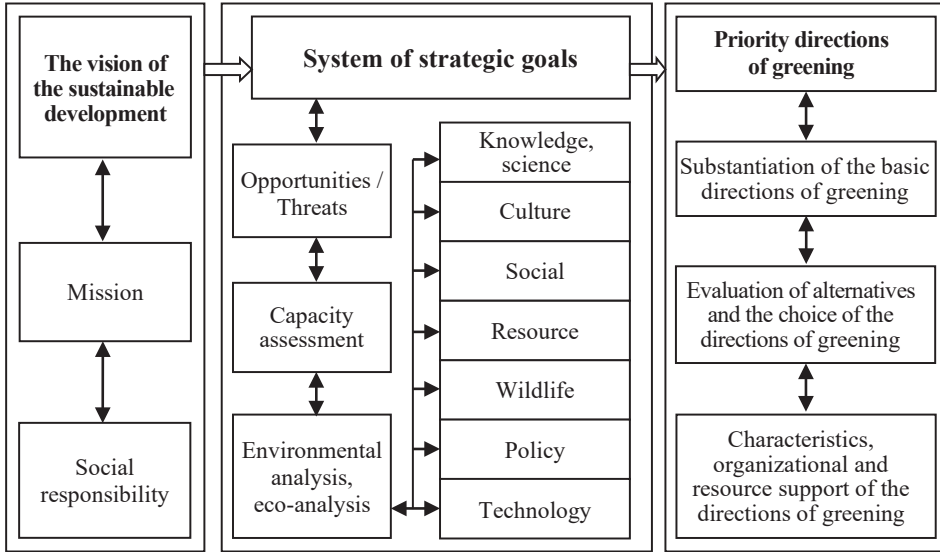 The vision of
the sustainable
development
Mission
Social
responsibility
System of strategic goals
Opportunities /
Threats
Capacity
assessment
Environmental
analysis,
eco-analysis
Knowledge,
science
Culture
Social
Resource
Wildlife
Policy
Technology
Priority directions
of greening
Substantiation of the basic
directions of greening
Evaluation of alternatives
and the choice of the
directions of greening
Characteristics,
organizational and
resource support of the
directions of greening